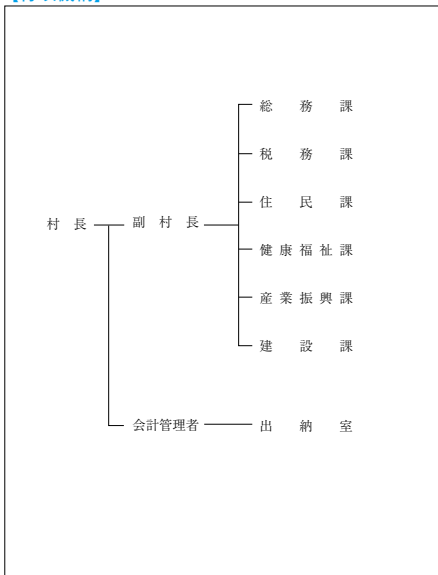 総務課
税務課
住民課
村長 副村長
健康福祉課
産業振興課
建設課
会計管理者 出納室